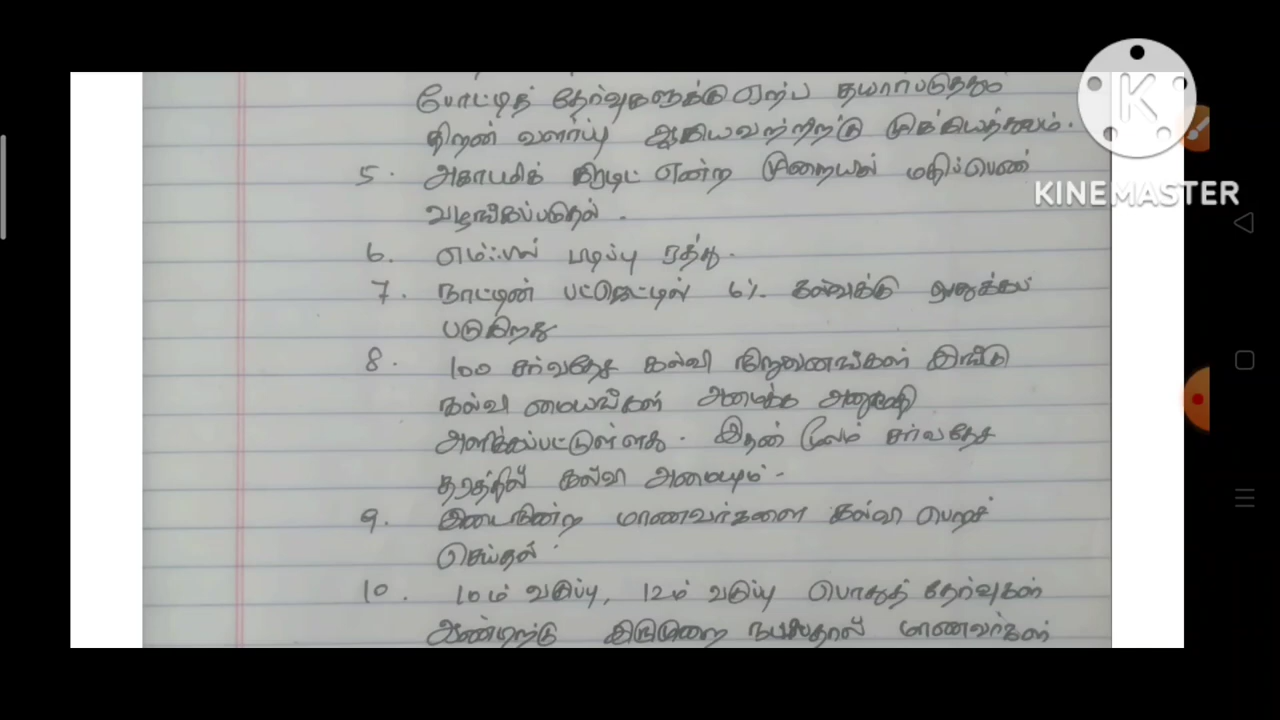 போட்டித் தேர்வுகளுக்கு ஏற்ப தயார்படுத்தும்
திறன் வளர்ப்பு ஆகியவற்றிற்கு முக்கியத்துவம்.
5. அகாடமிக் கிரெடிட் என்ற முறையில் மதிப்பெண்
வழங்கப்படுதல்.
6. எம்ஃபில் படிப்பு ரத்து.
7. நாட்டின் பட்ஜெட்டில் 6% கல்விக்கு ஒதுக்கப்
படுகிறது
8. 100 சர்வதேச கல்வி நிறுவனங்கள் இங்கு
கல்வி மையங்கள் அமைக்க அனுமதி
அளிக்கப்பட்டுள்ளது. இதன் மூலம் சர்வதேச
தரத்தில் கல்வி அமையும்.
9. இடைநின்ற மாணவர்களை கல்வி பெறச்
செய்தல்.
10. 10ம் வகுப்பு, 12ம் வகுப்பு பொதுத் தேர்வுகள்
ஆண்டிற்கு இருமுறை நடப்பதால் மாணவர்கள்
K
KINEMASTER